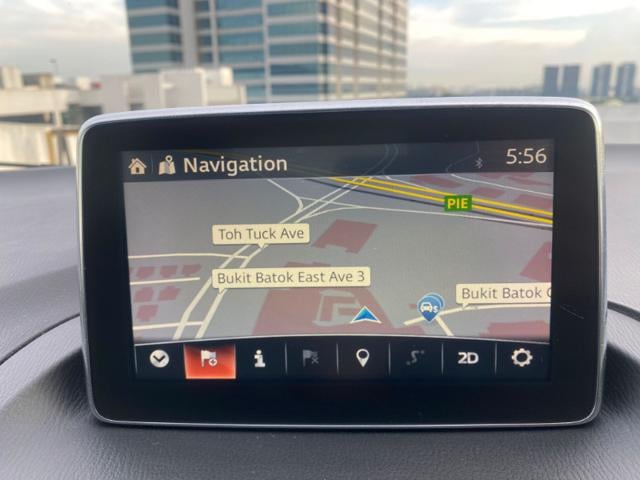 Navigation
5:56
PIE
Toh Tuck Ave
Bukit Batok East Ave 3
Bukit Batok C
2D